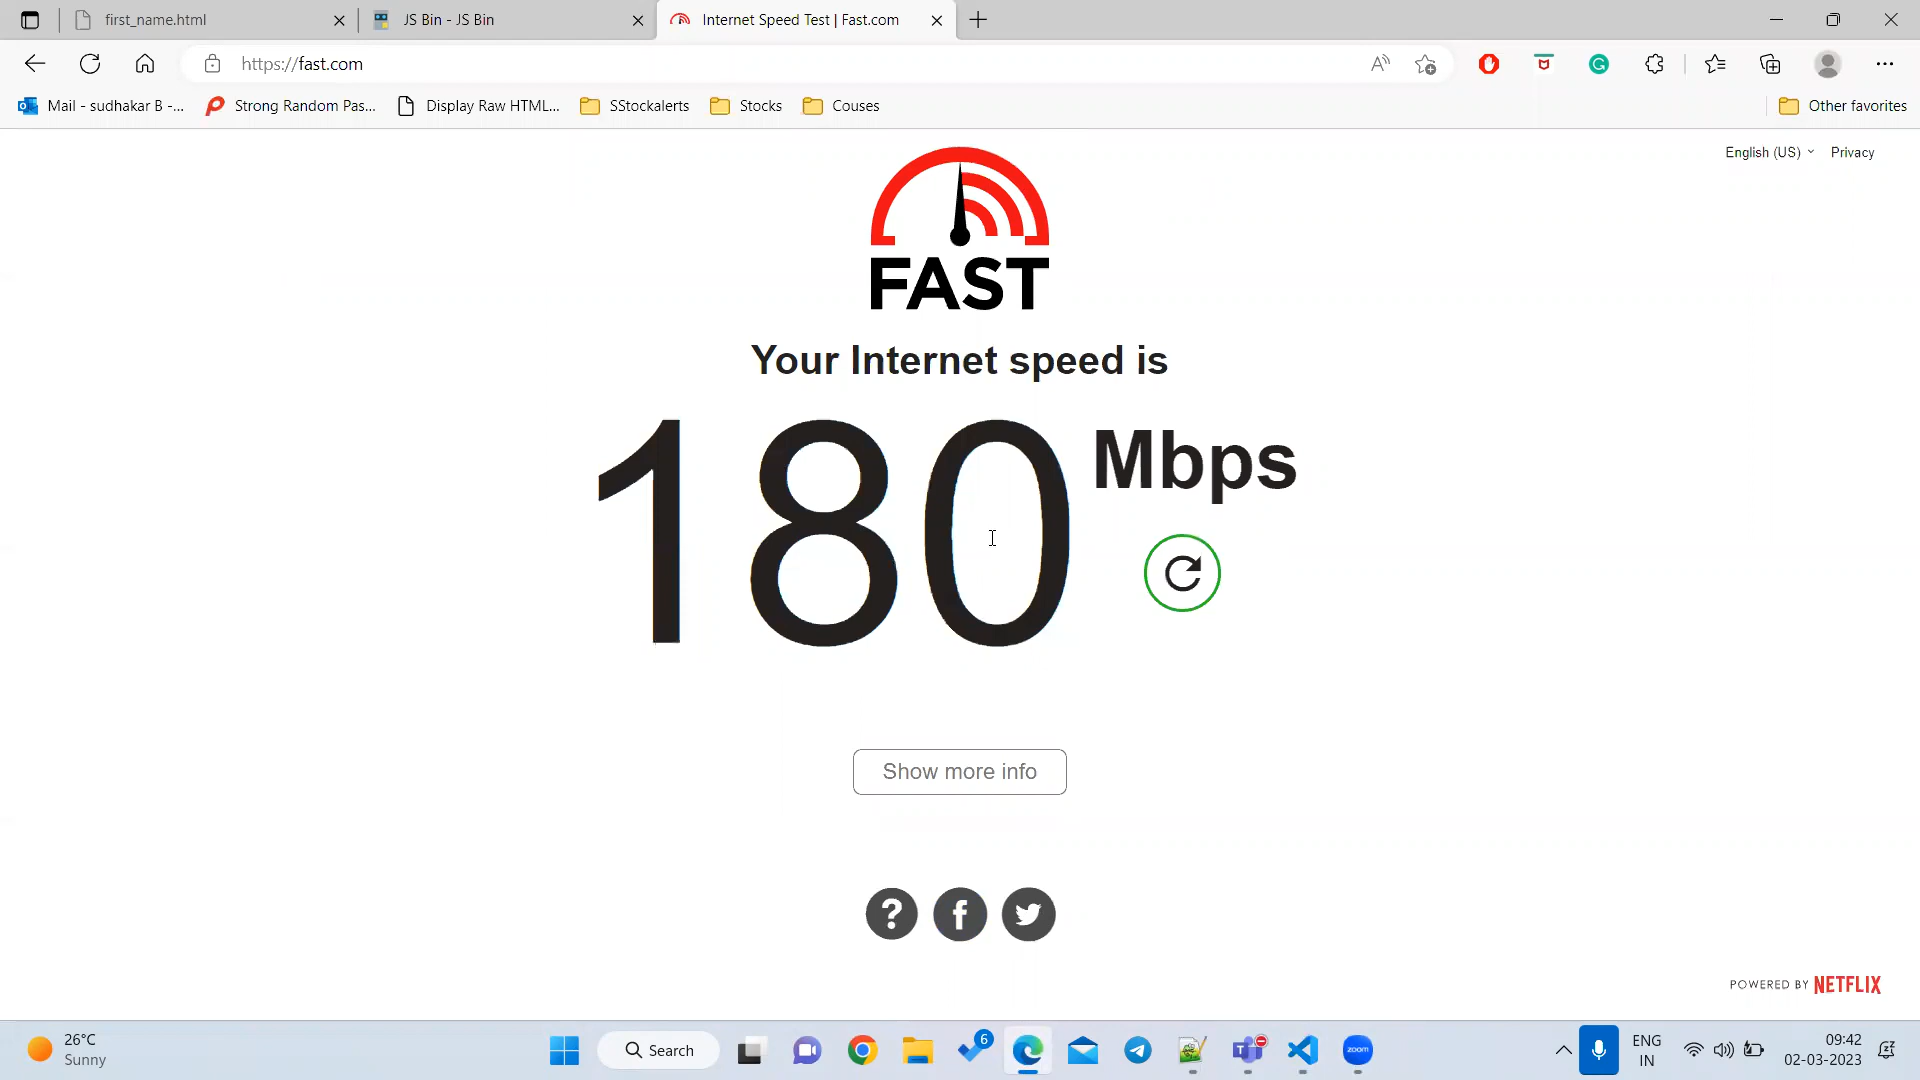 first_name.html
JS Bin - JS Bin
Internet Speed Test | Fast.com
https://fast.com
Mail - sudhakar B -...
Strong Random Pas...
Display Raw HTML...
SStockalerts
Stocks
Couses
Other favorites
English (US)
Privacy
FAST
Your Internet speed is
180 Mbps
Show more info
POWERED BY NETFLIX
26°C
Sunny
Search
6
zoom
ENG
IN
09:42
02-03-2023